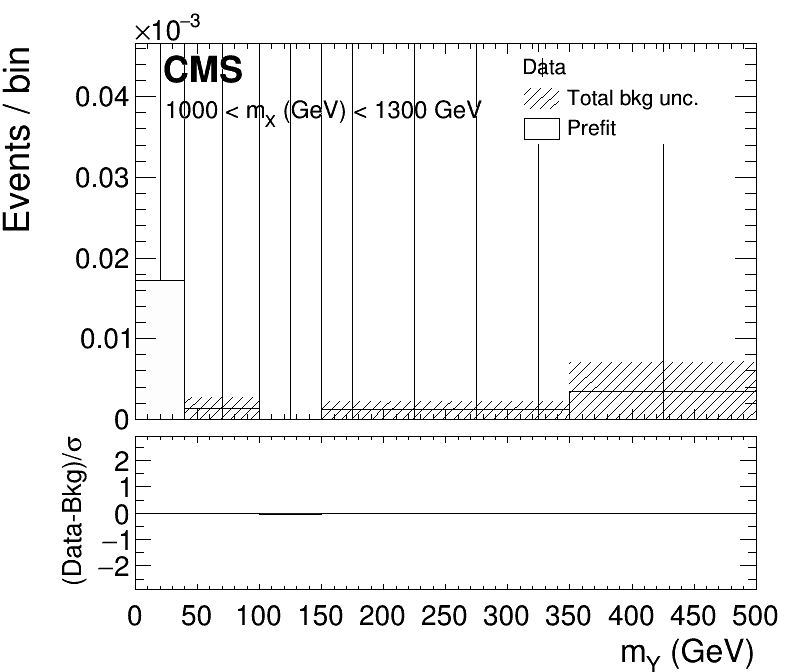 ×10⁻³
CMS
1000 < m_X (GeV) < 1300 GeV
Data
Total bkg unc.
Prefit
Events / bin
0.04
0.03
0.02
0.01
0
(Data-Bkg)/σ
2
1
0
−1
−2
0 50 100 150 200 250 300 350 400 450 500
m_Y (GeV)